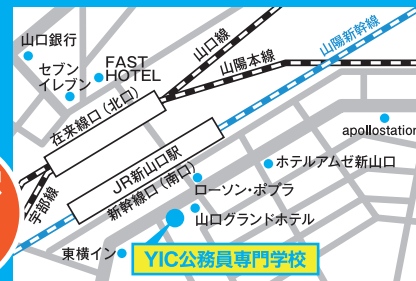 山口銀行
セブン
イレブン
FAST
HOTEL
山口線
山陽本線
山陽新幹線
在来線口(北口)
JR新山口駅
新幹線口(南口)
宇部線
apollostation
ホテルアムゼ新山口
ローソン・ポプラ
山口グランドホテル
東横イン
YIC公務員専門学校